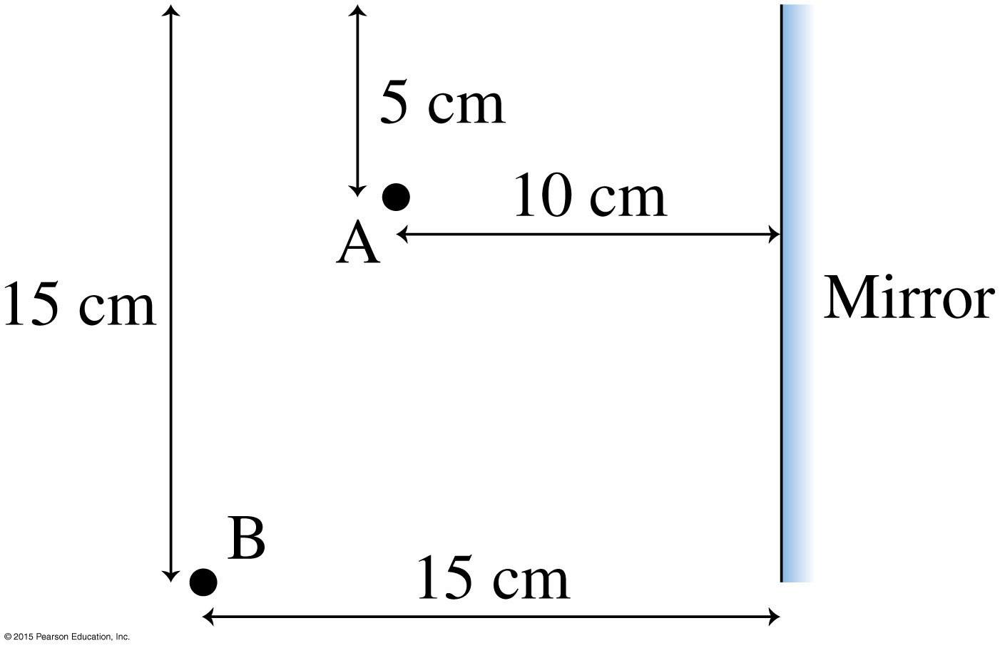 5 cm
10 cm
A
15 cm
Mirror
B
15 cm
© 2015 Pearson Education, Inc.